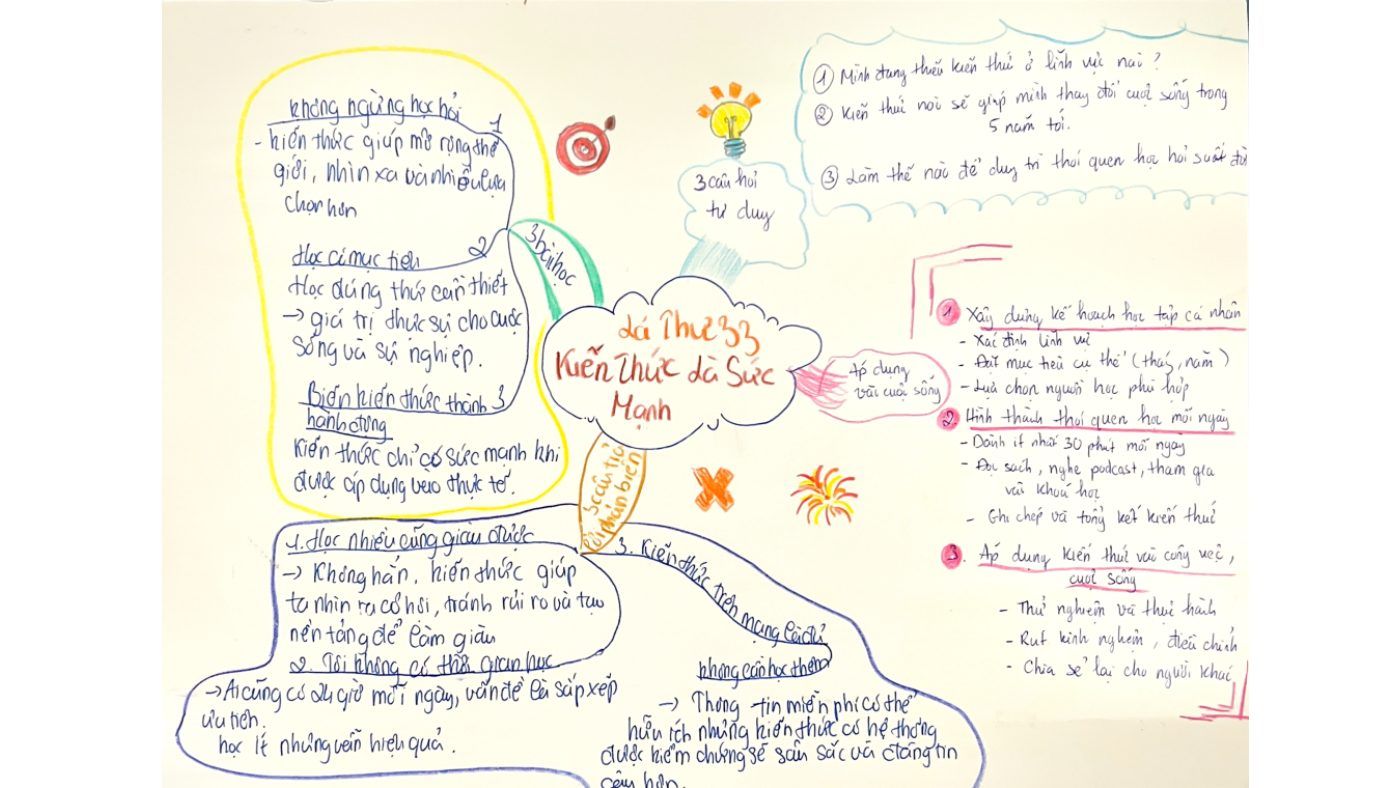 Lá Thư 33
Kiến Thức Là Sức
Mạnh
3 bài học
không ngừng học hỏi
1
- kiến thức giúp mở rộng thế
giới, nhìn xa và nhiều lựa
chọn hơn
2
Học có mục tiêu
Học đúng thứ cần thiết
→ giá trị thực sự cho cuộc
sống và sự nghiệp.
Biến kiến thức thành 3
hành động
Kiến thức chỉ có sức mạnh khi
được áp dụng vào thực tế.
3 câu hỏi
tư duy
① Mình đang thiếu kiến thứ ở lĩnh vực nào?
② Kiến thứ nào sẽ giúp mình thay đổi cuộc sống trong
5 năm tới.
③ Làm thế nào để duy trì thói quen học hỏi suốt đời
Áp dụng
vào cuộc sống
1 Xây dựng kế hoạch học tập cá nhân
- Xác định lĩnh vự
- Đặt mục tiêu cụ thể (tháng, năm)
- Lựa chọn nguồn học phù hợp
2. Hình thành thói quen học mỗi ngày
- Dành ít nhất 30 phút mỗi ngày
- Đọc sách, nghe podcast, tham gia
và khoá học
- Ghi chép và tổng kết kiến thứ
3. Áp dụng kiến thứ và công việc,
cuộc sống
- Thử nghiệm và thực hành
- Rút kinh nghiệm, điều chỉnh
- Chia sẻ lại cho người khác
3 câu
phản biện
1. Học nhiều cũng giàu được
→ Không hẳn, kiến thức giúp
ta nhìn ra cơ hội, tránh rủi ro và tạo
nền tảng để làm giàu
2. Tôi không có thời gian học
→ Ai cũng có 24 giờ mỗi ngày, vấn đề là sắp xếp
ưu tiên.
học ít nhưng vẫn hiệu quả.
3. Kiến thức trên mạng là đủ
không cần học thêm
→ Thông tin miễn phí có thể
hữu ích nhưng kiến thức có hệ thống
được kiểm chứng sẽ sâu sắc và đáng tin
cậy hơn.